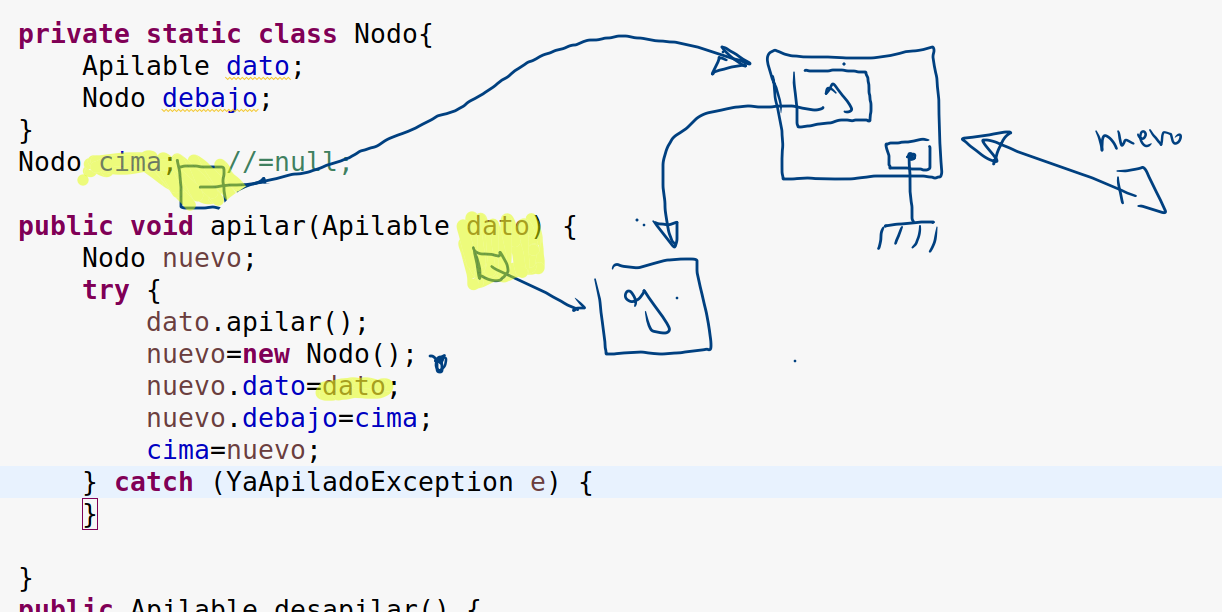 private static class Nodo{
    Apilable dato;
    Nodo debajo;
}
Nodo cima;   //=null;
nuevo
public void apilar(Apilable dato) {
    Nodo nuevo;
    try {
        dato.apilar();
        nuevo=new Nodo();
        nuevo.dato=dato;
        nuevo.debajo=cima;
        cima=nuevo;
    } catch (YaApiladoException e) {
    }
}
public Apilable desapilar() {